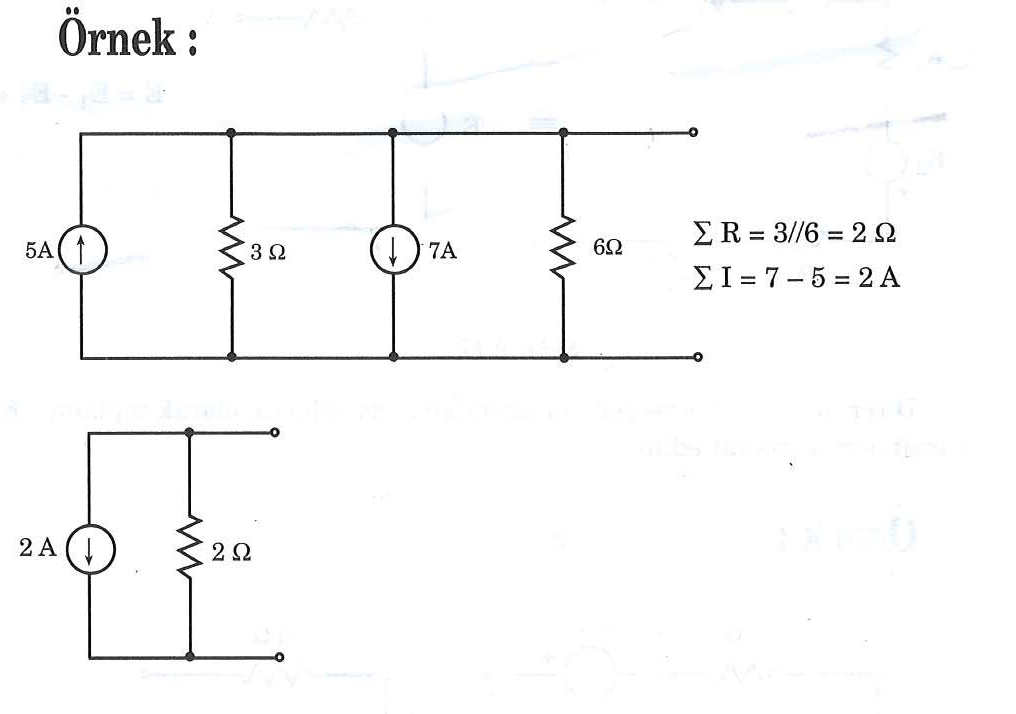 Örnek :
5A
3 Ω
7A
6Ω
∑ R = 3//6 = 2 Ω
∑ I = 7 – 5 = 2 A
2 A
2 Ω